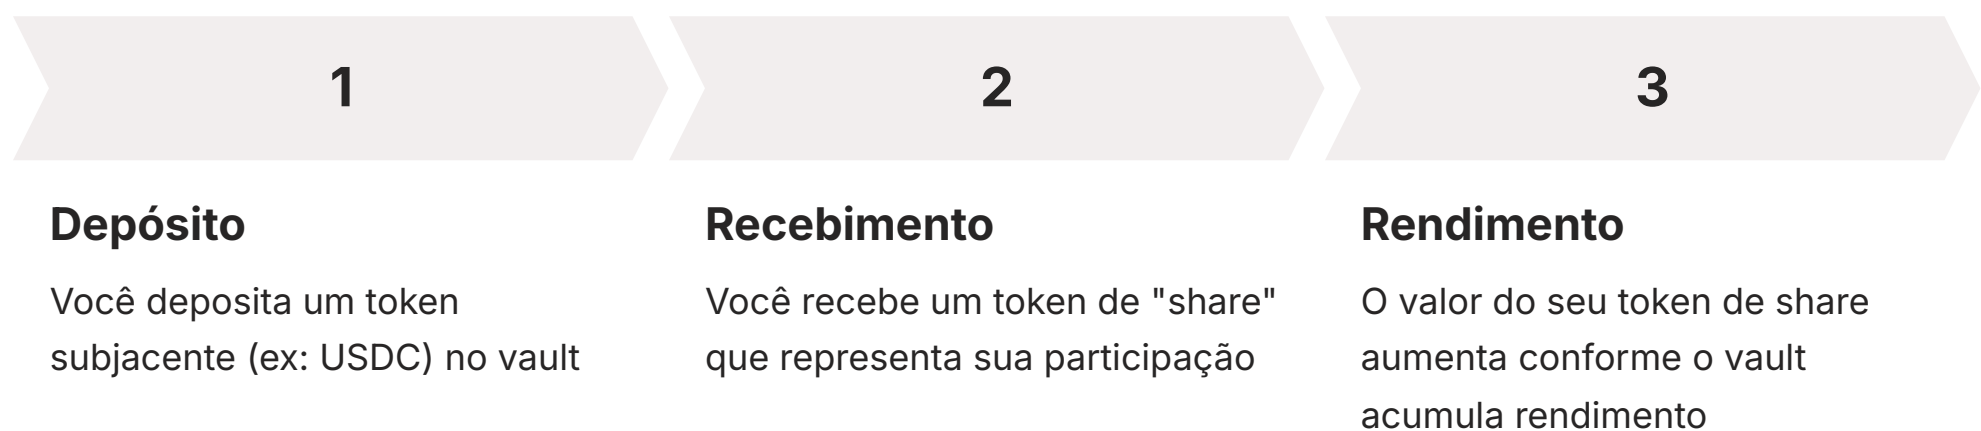 1
Depósito
Você deposita um token
subjacente (ex: USDC) no vault
2
Recebimento
Você recebe um token de "share"
que representa sua participação
3
Rendimento
O valor do seu token de share
aumenta conforme o vault
acumula rendimento